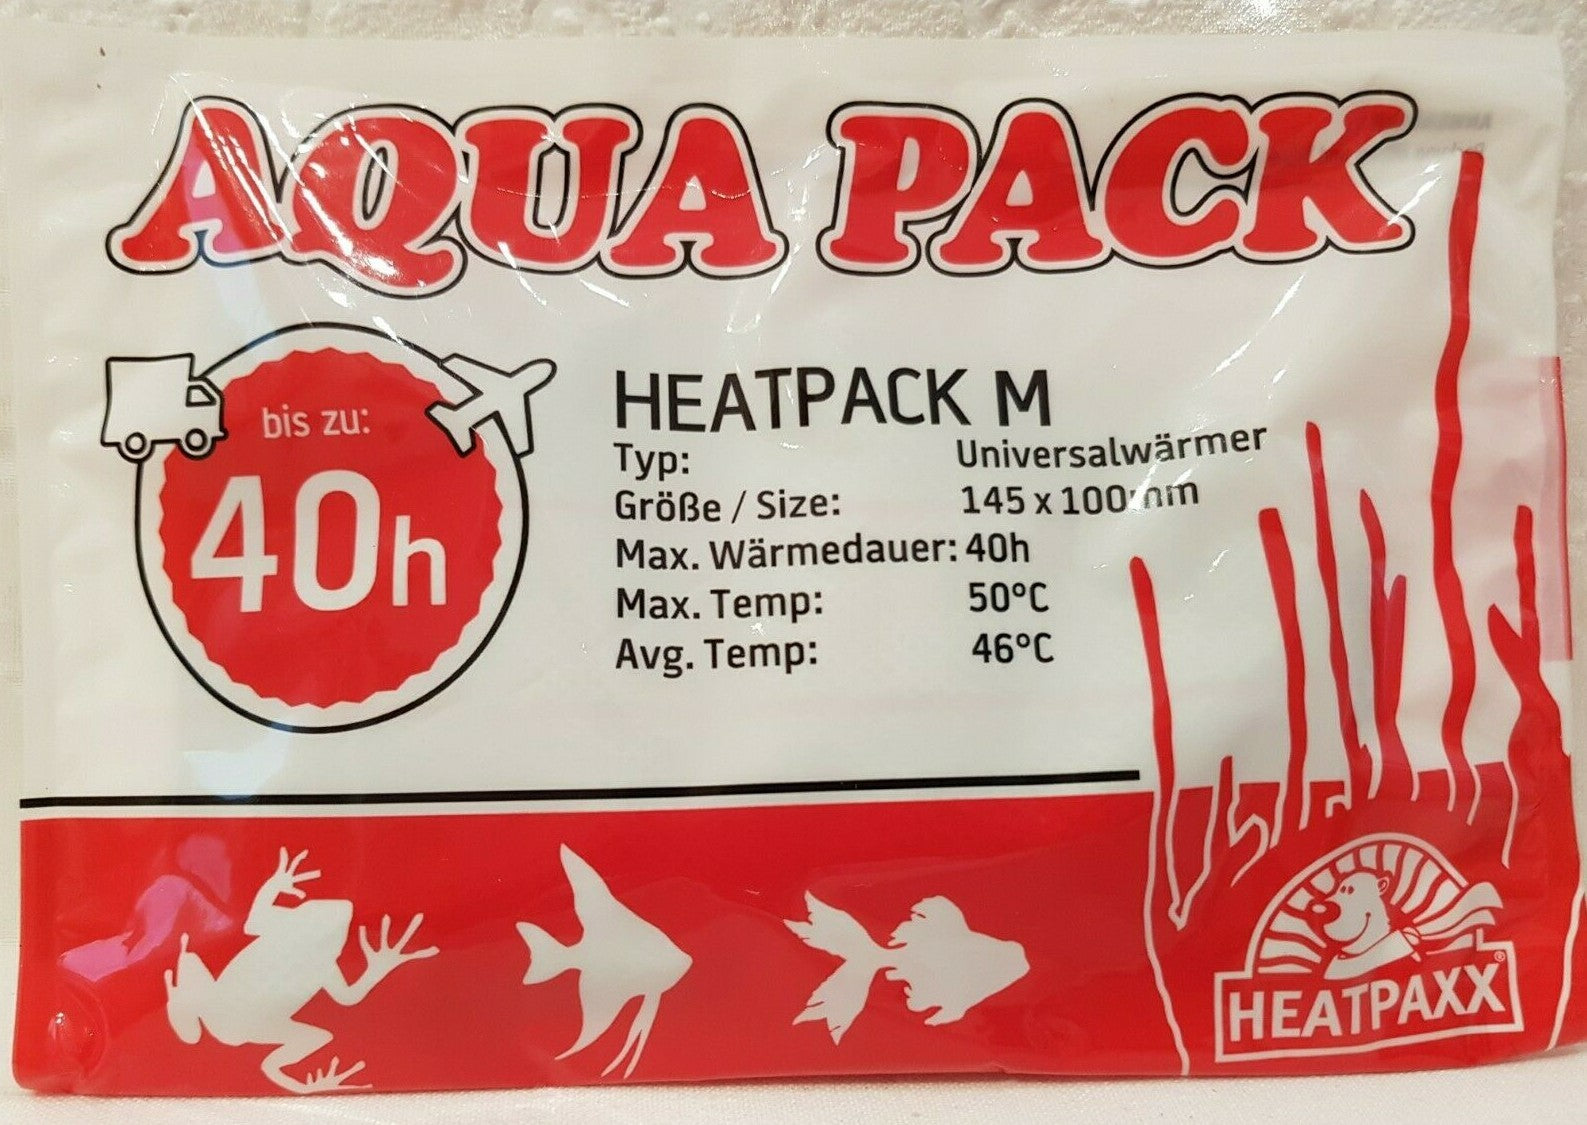 AQUA PACK
bis zu:
40h
HEATPACK M
Typ: Universalwärmer
Größe / Size: 145 x 100mm
Max. Wärmedauer: 40h
Max. Temp: 50°C
Avg. Temp: 46°C
HEATPAXX®